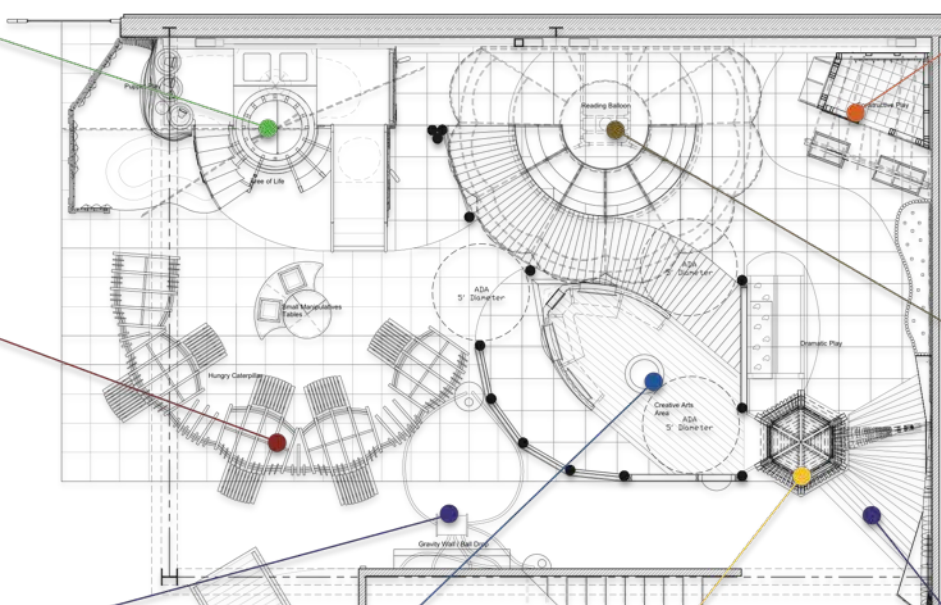 Reading Balloon
Constructive Play
Tree of Life
ADA
5' Diameter
ADA
5' Diameter
Small Manipulatives
Tables
Dramatic Play
Hungry Caterpillar
Creative Arts
Area
ADA
5' Diameter
Gravity Wall / Ball Drop